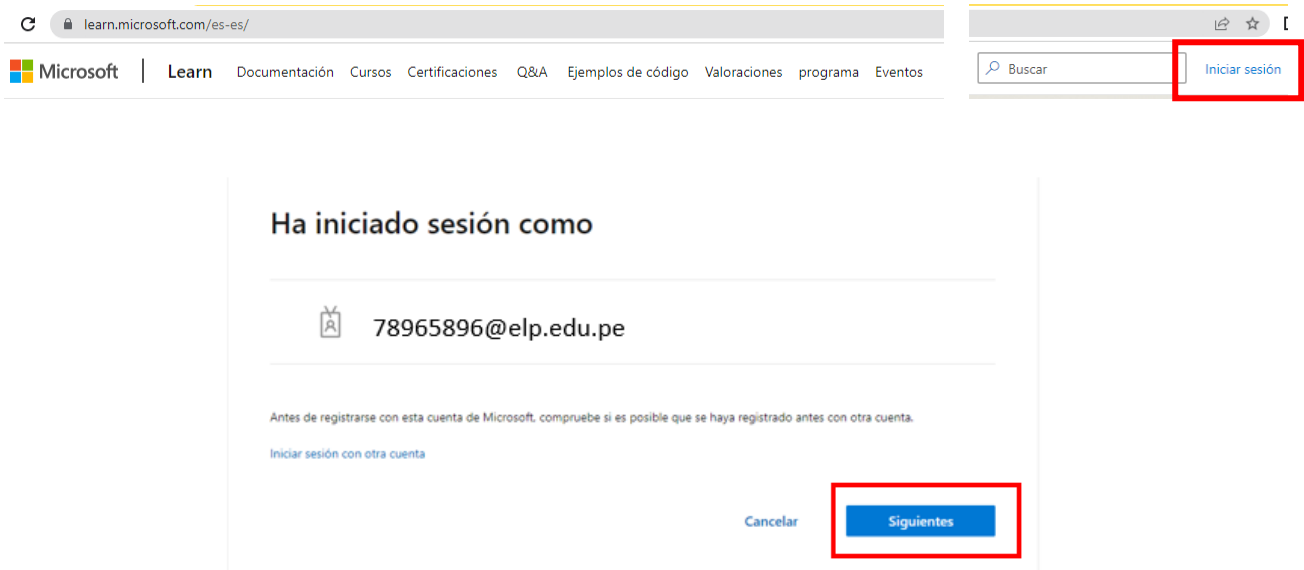 learn.microsoft.com/es-es/
Microsoft | Learn Documentación Cursos Certificaciones Q&A Ejemplos de código Valoraciones programa Eventos Buscar Iniciar sesión
Ha iniciado sesión como
78965896@elp.edu.pe
Antes de registrarse con esta cuenta de Microsoft, compruebe si es posible que se haya registrado antes con otra cuenta.
Iniciar sesión con otra cuenta
Cancelar Siguientes